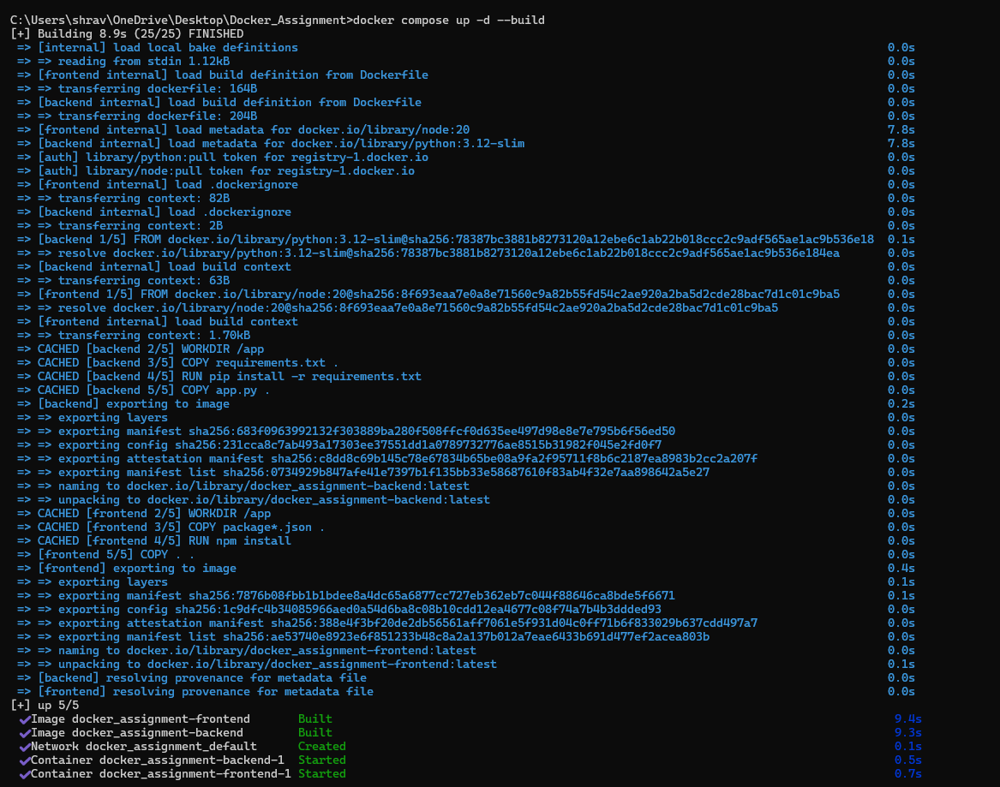 C:\Users\shrav\OneDrive\Desktop\Docker_Assignment>docker compose up -d --build
[+] Building 8.9s (25/25) FINISHED
=> [internal] load local bake definitions 0.0s
=> => reading from stdin 1.12kB 0.0s
=> [frontend internal] load build definition from Dockerfile 0.0s
=> => transferring dockerfile: 164B 0.0s
=> [backend internal] load build definition from Dockerfile 0.0s
=> => transferring dockerfile: 204B 0.0s
=> [frontend internal] load metadata for docker.io/library/node:20 7.8s
=> [backend internal] load metadata for docker.io/library/python:3.12-slim 7.8s
=> [auth] library/python:pull token for registry-1.docker.io 0.0s
=> [auth] library/node:pull token for registry-1.docker.io 0.0s
=> [frontend internal] load .dockerignore 0.0s
=> => transferring context: 82B 0.0s
=> [backend internal] load .dockerignore 0.0s
=> => transferring context: 2B 0.0s
=> [backend 1/5] FROM docker.io/library/python:3.12-slim@sha256:78387bc3881b8273120a12ebe6c1ab22b018ccc2c9adf565ae1ac9b536e18 0.1s
=> => resolve docker.io/library/python:3.12-slim@sha256:78387bc3881b8273120a12ebe6c1ab22b018ccc2c9adf565ae1ac9b536e184ea 0.0s
=> [backend internal] load build context 0.0s
=> => transferring context: 63B 0.0s
=> [frontend 1/5] FROM docker.io/library/node:20@sha256:8f693eaa7e0a8e71560c9a82b55fd54c2ae920a2ba5d2cde28bac7d1c01c9ba5 0.0s
=> => resolve docker.io/library/node:20@sha256:8f693eaa7e0a8e71560c9a82b55fd54c2ae920a2ba5d2cde28bac7d1c01c9ba5 0.0s
=> [frontend internal] load build context 0.0s
=> => transferring context: 1.70kB 0.0s
=> CACHED [backend 2/5] WORKDIR /app 0.0s
=> CACHED [backend 3/5] COPY requirements.txt . 0.0s
=> CACHED [backend 4/5] RUN pip install -r requirements.txt 0.0s
=> CACHED [backend 5/5] COPY app.py . 0.0s
=> [backend] exporting to image 0.2s
=> => exporting layers 0.0s
=> => exporting manifest sha256:683f0963992132f303889ba280f508ffcf0d635ee497d98e8e7e795b6f56ed50 0.0s
=> => exporting config sha256:231cca8c7ab493a17303ee37551dd1a0789732776ae8515b31982f045e2fd0f7 0.0s
=> => exporting attestation manifest sha256:c8dd8c69b145c78e67834b65be08a9fa2f95711f8b6c2187ea8983b2cc2a207f 0.0s
=> => exporting manifest list sha256:0734929b847afe41e7397b1f135bb33e58687610f83ab4f32e7aa898642a5e27 0.0s
=> => naming to docker.io/library/docker_assignment-backend:latest 0.0s
=> => unpacking to docker.io/library/docker_assignment-backend:latest 0.0s
=> CACHED [frontend 2/5] WORKDIR /app 0.0s
=> CACHED [frontend 3/5] COPY package*.json . 0.0s
=> CACHED [frontend 4/5] RUN npm install 0.0s
=> [frontend 5/5] COPY . . 0.0s
=> [frontend] exporting to image 0.4s
=> => exporting layers 0.1s
=> => exporting manifest sha256:7876b08fbb1b1bdee8a4dc65a6877cc727eb362eb7c044f88646ca8bde5f6671 0.1s
=> => exporting config sha256:1c9dfc4b34085966aed0a54d6ba8c08b10cdd12ea4677c08f74a7b4b3ddded93 0.0s
=> => exporting attestation manifest sha256:388e4f3bf20de2db56561aff7061e5f931d04c0ff71b6f833029b637cdd497a7 0.0s
=> => exporting manifest list sha256:ae53740e8923e6f851233b48c8a2a137b012a7eae6433b691d477ef2acea803b 0.0s
=> => naming to docker.io/library/docker_assignment-frontend:latest 0.0s
=> => unpacking to docker.io/library/docker_assignment-frontend:latest 0.1s
=> [backend] resolving provenance for metadata file 0.0s
=> [frontend] resolving provenance for metadata file 0.0s
[+] up 5/5
✔Image docker_assignment-frontend Built 9.4s
✔Image docker_assignment-backend Built 9.3s
✔Network docker_assignment_default Created 0.1s
✔Container docker_assignment-backend-1 Started 0.5s
✔Container docker_assignment-frontend-1 Started 0.7s